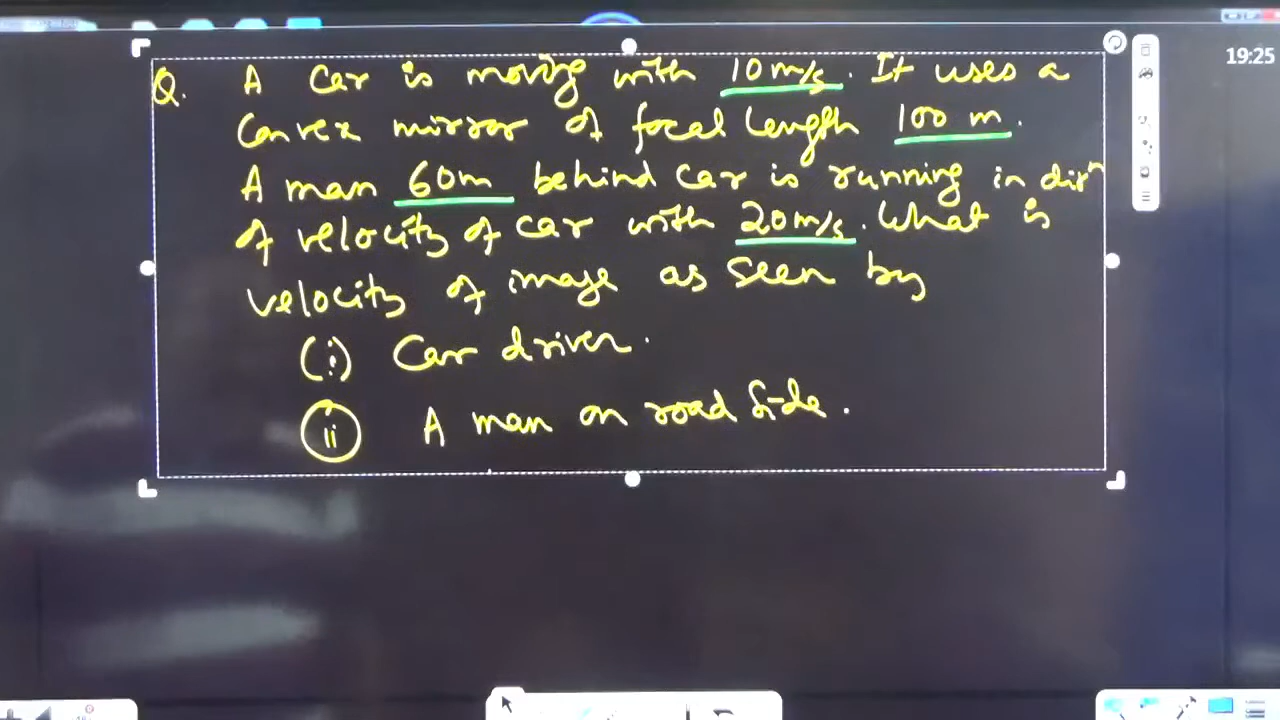 19:25
Q. A car is moving with 10 m/s. It uses a
convex mirror of focal length 100 m.
A man 60m behind car is running in dirn
of velocity of car with 20 m/s. What is
velocity of image as seen by
(i) Car driver.
(ii) A man on road side.